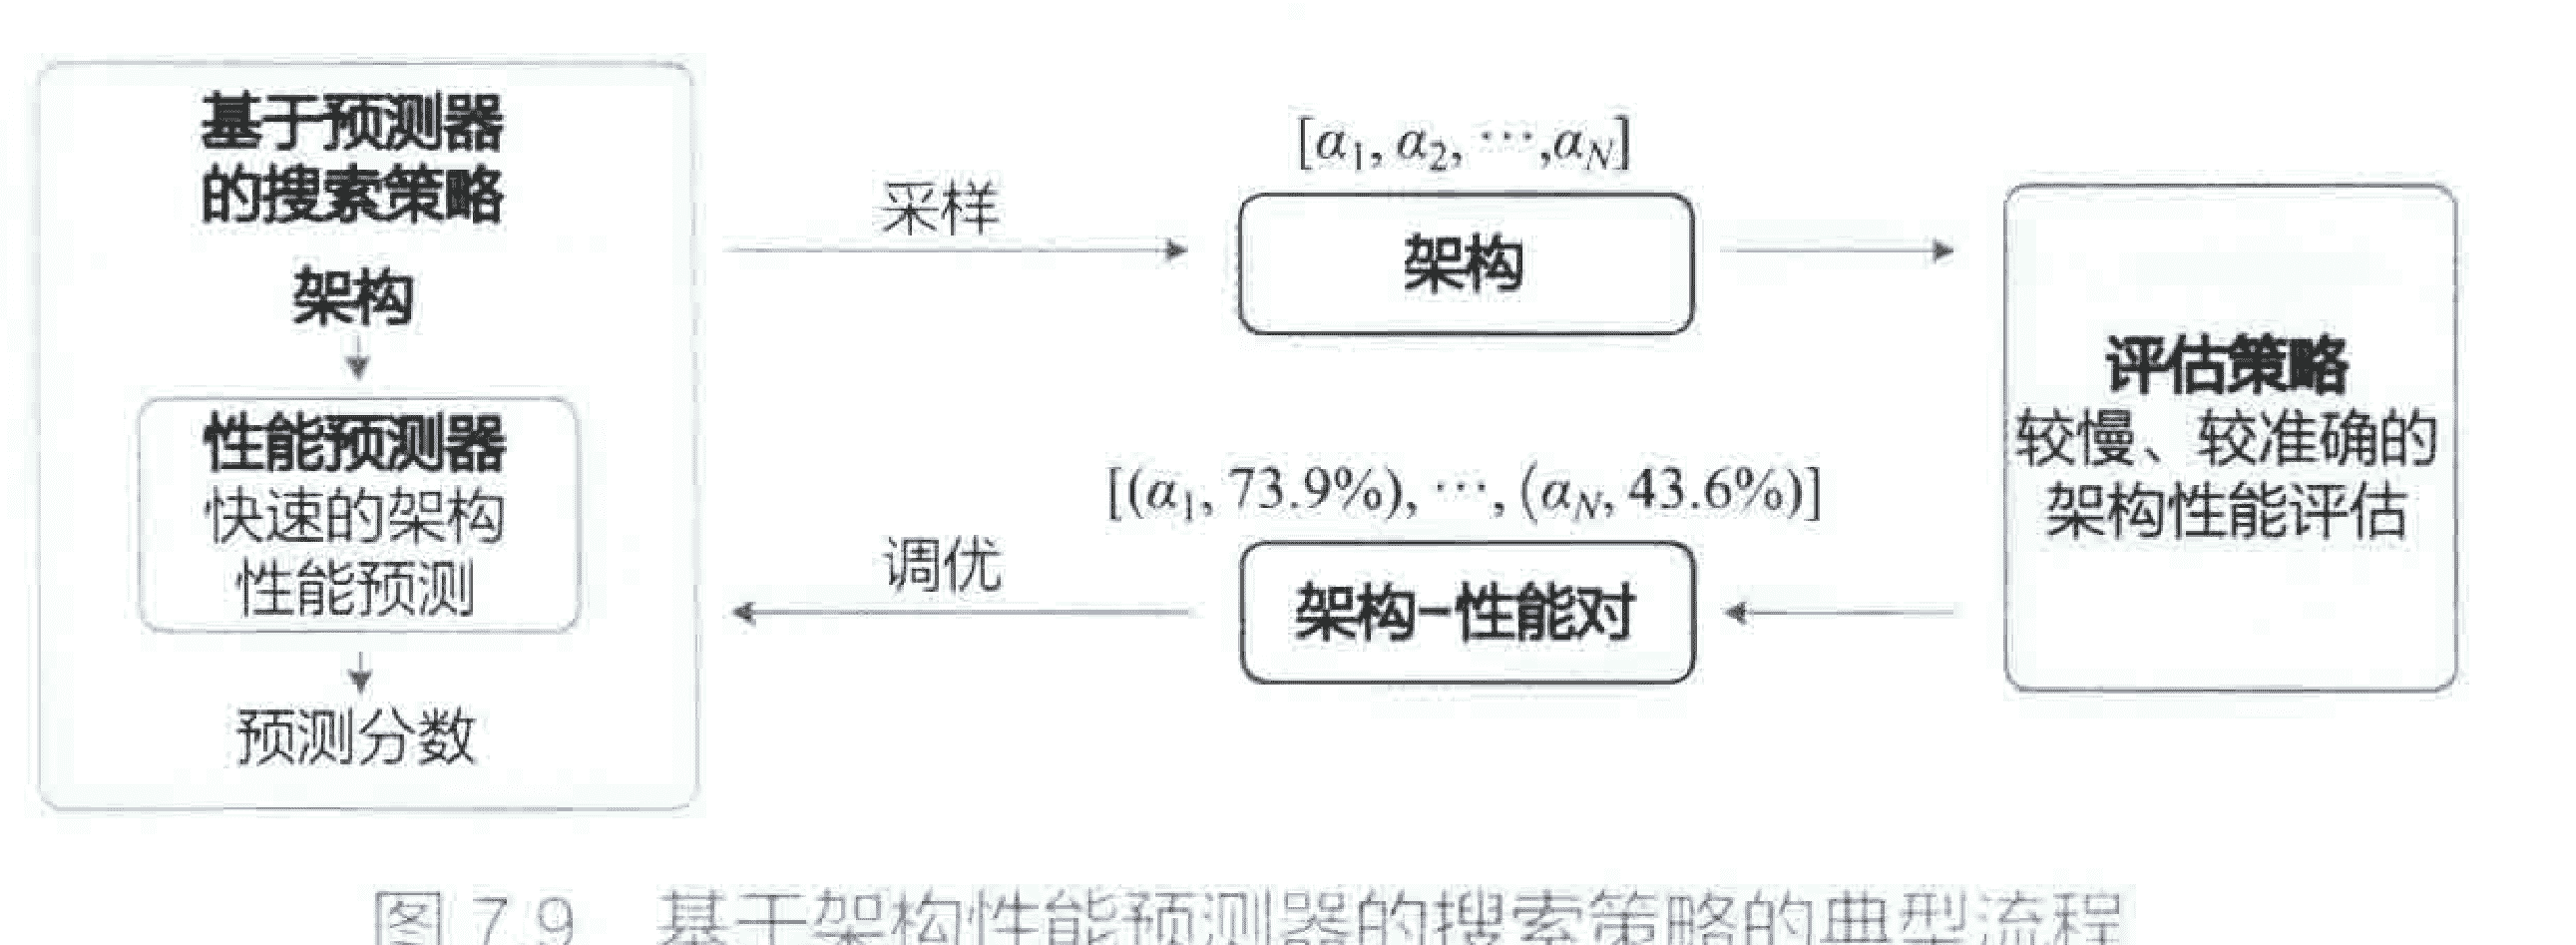 基于预测器
的搜索策略
架构
性能预测器
快速的架构
性能预测
预测分数
采样
[α1, α2, ⋯,αN]
架构
评估策略
较慢、较准确的
架构性能评估
[(α1, 73.9%), ⋯, (αN, 43.6%)]
调优
架构-性能对
图 7.9 基于架构性能预测器的搜索策略的典型流程